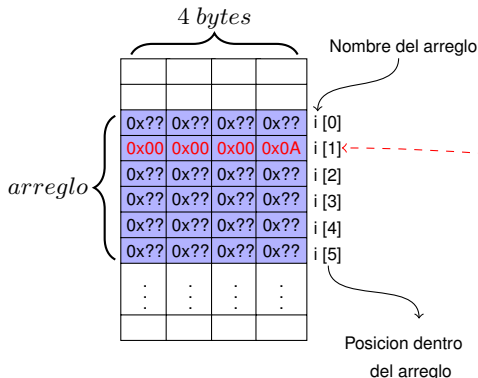 4 bytes
Nombre del arreglo
0x?? 0x?? 0x?? 0x?? i [0]
0x00 0x00 0x00 0x0A i [1]
0x?? 0x?? 0x?? 0x?? i [2]
arreglo
0x?? 0x?? 0x?? 0x?? i [3]
0x?? 0x?? 0x?? 0x?? i [4]
0x?? 0x?? 0x?? 0x?? i [5]
Posicion dentro
del arreglo